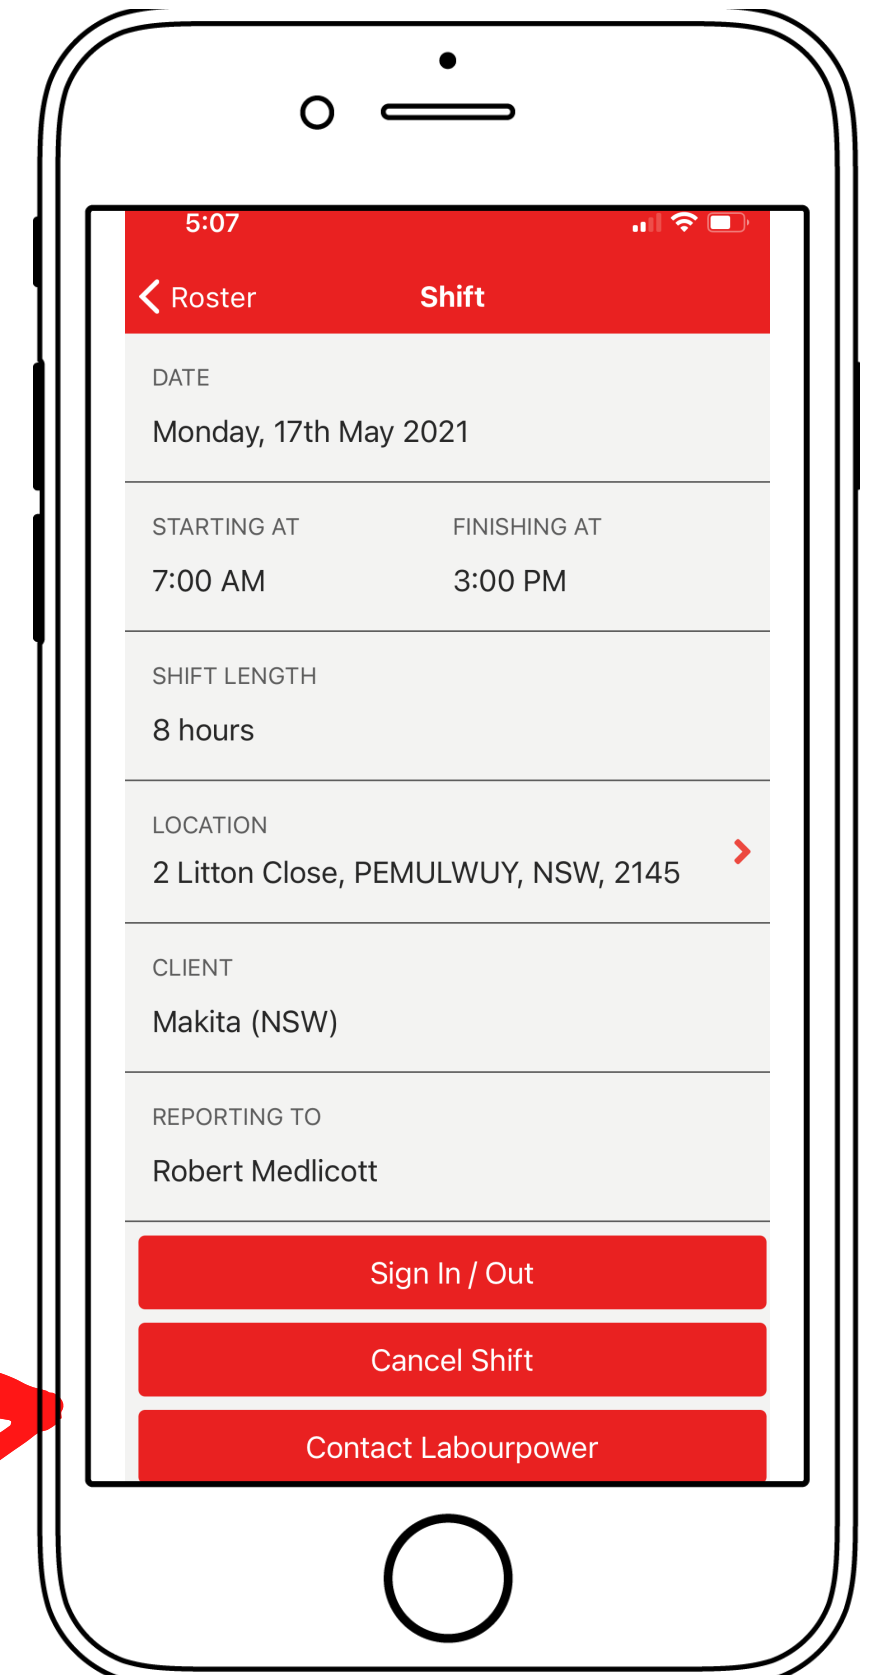 5:07
Roster
Shift
DATE
Monday, 17th May 2021
STARTING AT
FINISHING AT
7:00 AM
3:00 PM
SHIFT LENGTH
8 hours
LOCATION
2 Litton Close, PEMULWUY, NSW, 2145
CLIENT
Makita (NSW)
REPORTING TO
Robert Medlicott
Sign In / Out
Cancel Shift
Contact Labourpower